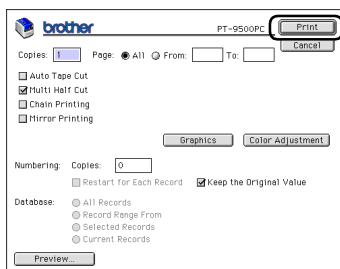 brother PT-9500PC Print
Cancel
Copies: 1 Page: All From: To:
Auto Tape Cut
Multi Half Cut
Chain Printing
Mirror Printing
Graphics Color Adjustment
Numbering: Copies: 0
Restart for Each Record Keep the Original Value
Database: All Records
Record Range From
Selected Records
Current Records
Preview...